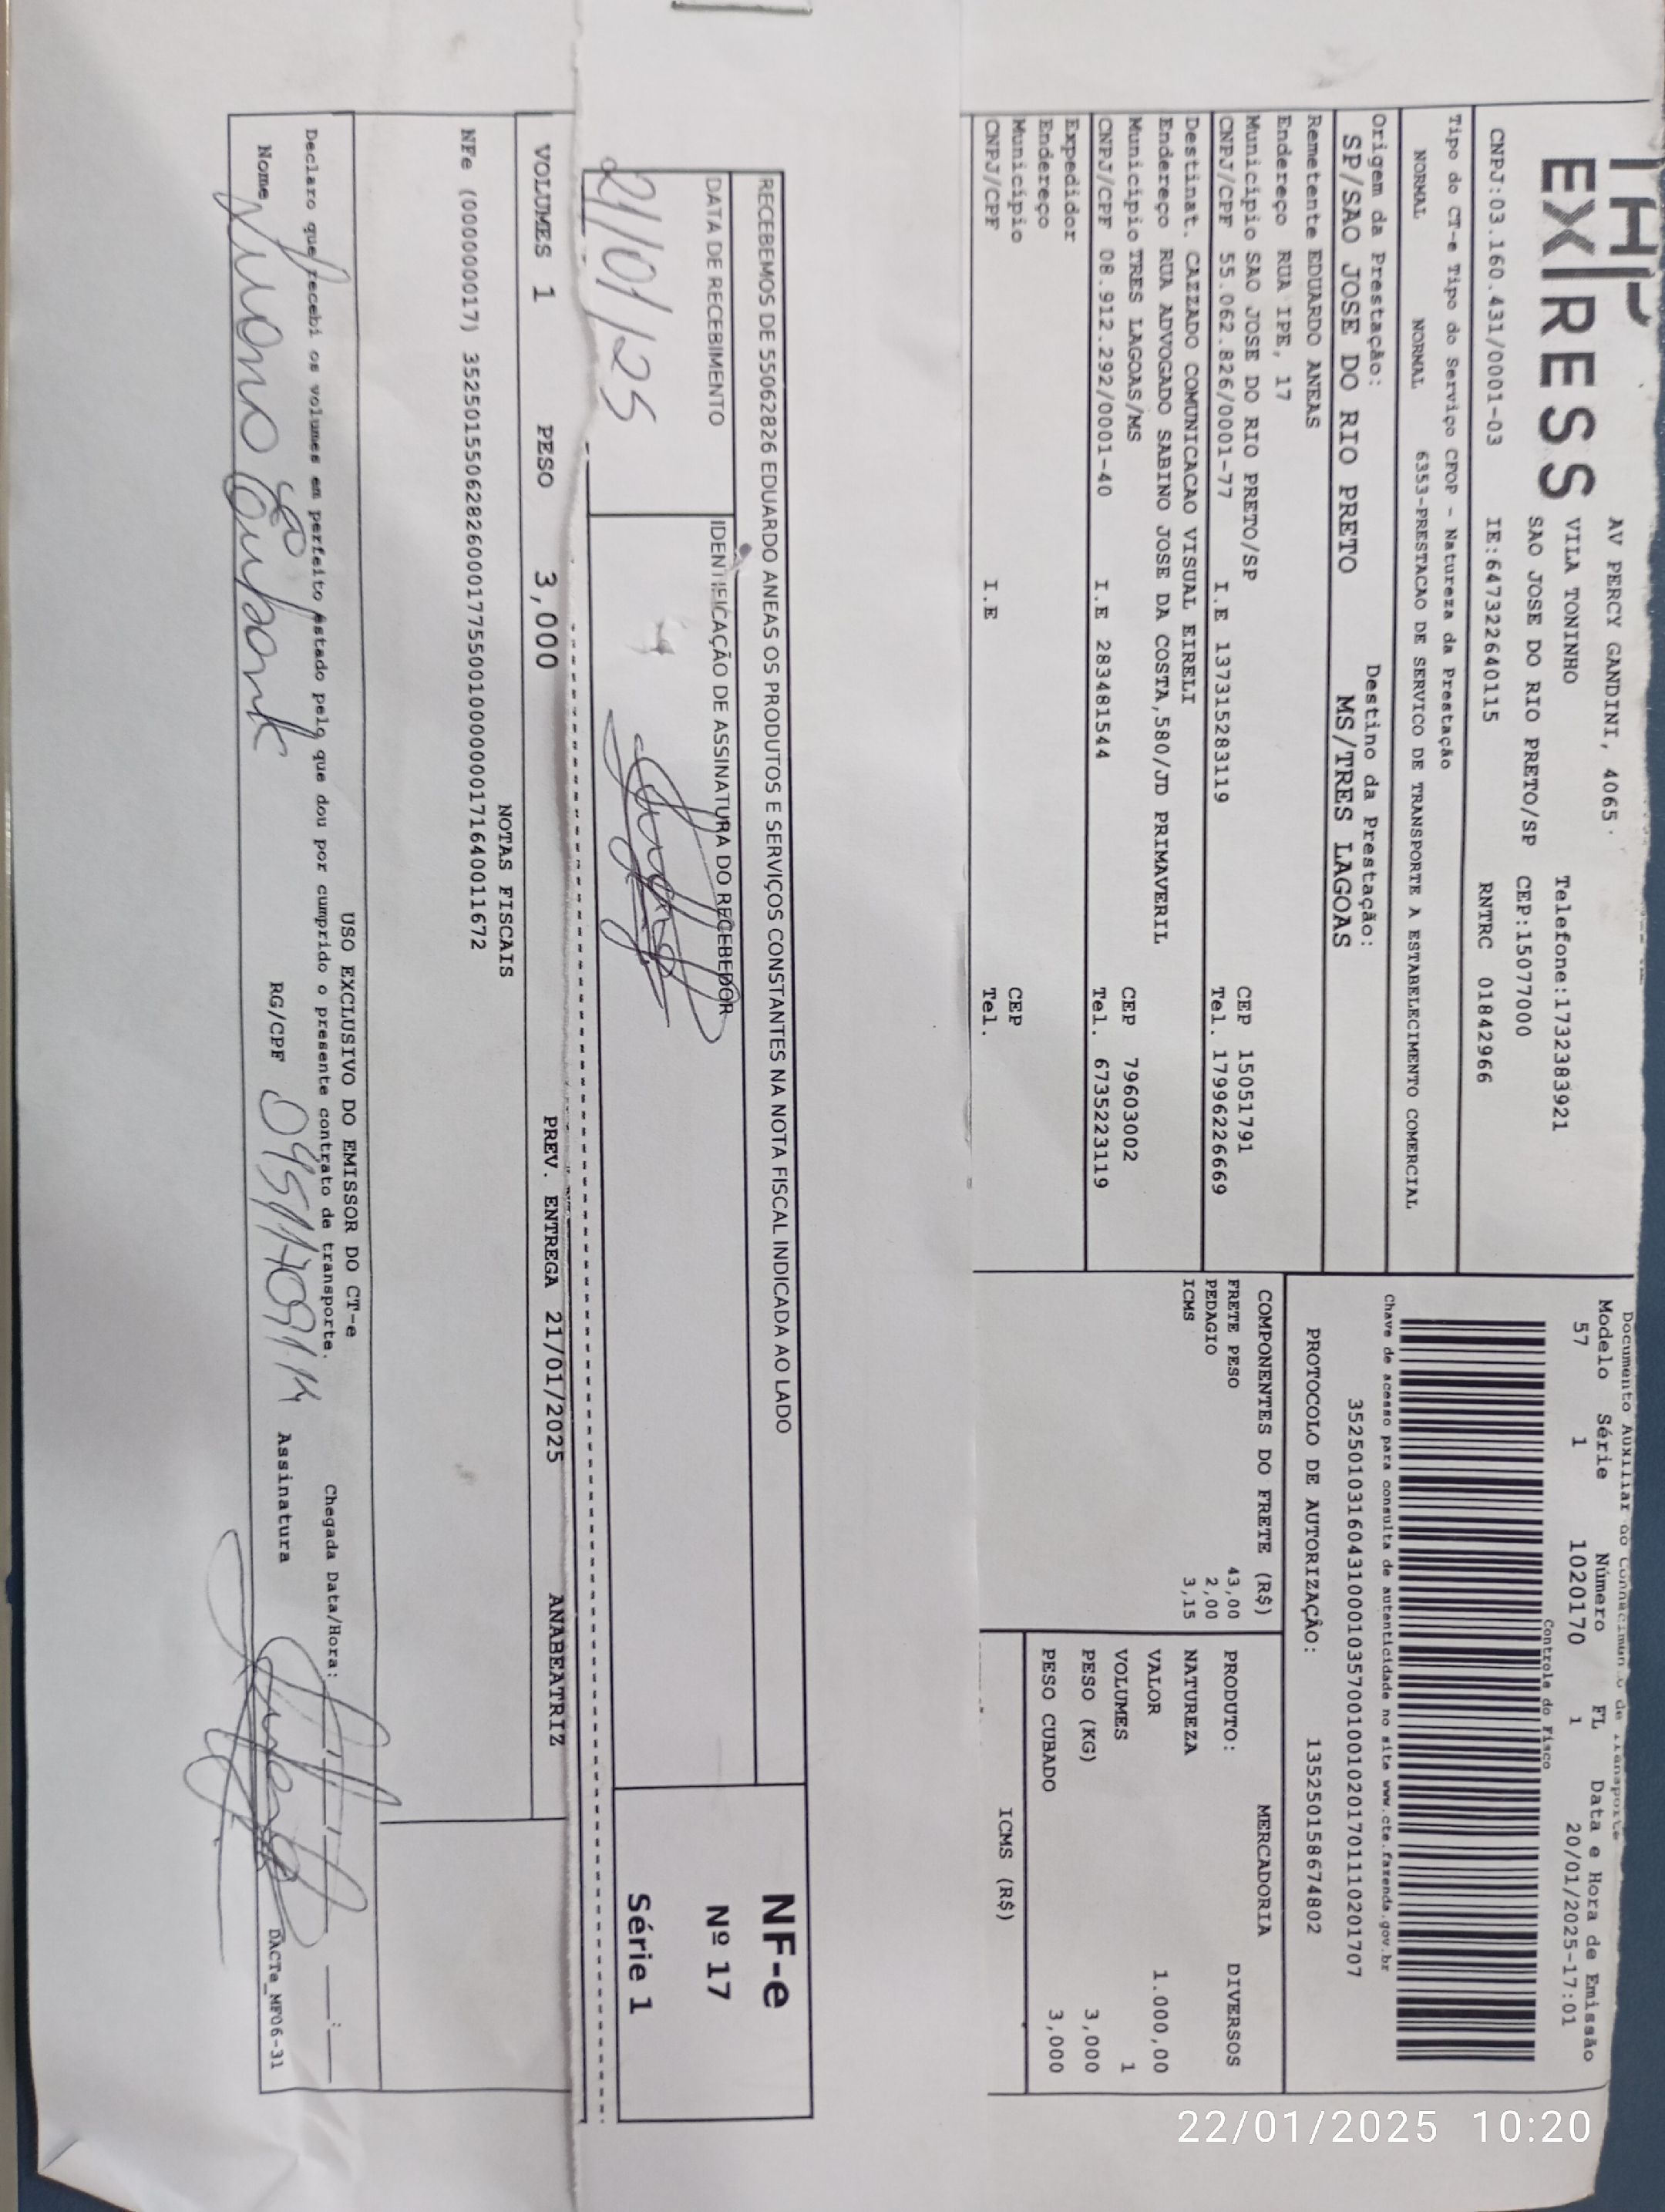 EX|RESS
AV PERCY GANDINI, 4065
VILA TONINHO Telefone:1732383921
SAO JOSE DO RIO PRETO/SP CEP:15077000
CNPJ:03.160.431/0001-03 IE:647322640115 RNTRC 01842966
Tipo do CT-e Tipo do Serviço CFOP - Natureza da Prestação
NORMAL NORMAL 6353-PRESTACAO DE SERVICO DE TRANSPORTE A ESTABELECIMENTO COMERCIAL
Origem da Prestação: Destino da Prestação:
SP/SAO JOSE DO RIO PRETO MS/TRES LAGOAS
Remetente EDUARDO ANEAS
Endereço RUA IPE, 17
Município SAO JOSE DO RIO PRETO/SP CEP 15051791
CNPJ/CPF 55.062.826/0001-77 I.E 137315283119 Tel. 17996226669
Destinat. CAZZADO COMUNICACAO VISUAL EIRELI
Endereço RUA ADVOGADO SABINO JOSE DA COSTA,580/JD PRIMAVERIL
Município TRES LAGOAS/MS CEP 79603002
CNPJ/CPF 08.912.292/0001-40 I.E 283481544 Tel. 6735223119
Expedidor
Endereço
Município CEP
CNPJ/CPF I.E Tel.
Documento Auxiliar do Conhecimento de Transporte
Modelo Série Número FL Data e Hora de Emissão
57 1 1020170 1 20/01/2025-17:01
Controle do Fisco
Chave de acesso para consulta de autenticidade no site www.cte.fazenda.gov.br
35250103160431000103570010010201701110201707
PROTOCOLO DE AUTORIZAÇÃO: 135250158674802
COMPONENTES DO FRETE (R$)
FRETE PESO 43,00
PEDAGIO 2,00
ICMS 3,15
MERCADORIA
PRODUTO: DIVERSOS
NATUREZA
VALOR 1.000,00
VOLUMES 1
PESO (KG) 3,000
PESO CUBADO 3,000
ICMS (R$)
RECEBEMOS DE 55062826 EDUARDO ANEAS OS PRODUTOS E SERVIÇOS CONSTANTES NA NOTA FISCAL INDICADA AO LADO
DATA DE RECEBIMENTO IDENTIFICAÇÃO DE ASSINATURA DO RECEBEDOR
21/01/25
NF-e
Nº 17
Série 1
VOLUMES 1 PESO 3,000 PREV. ENTREGA 21/01/2025 ANABEATRIZ
NOTAS FISCAIS
NFe (000000017) 35250155062826000177550010000000171640011672
USO EXCLUSIVO DO EMISSOR DO CT-e
Declaro que recebi os volumes em perfeito estado pelo que dou por cumprido o presente contrato de transporte. Chegada Data/Hora: __/__/__ __:__
Nome RG/CPF Assinatura
DACTe_MF06-31
22/01/2025 10:20